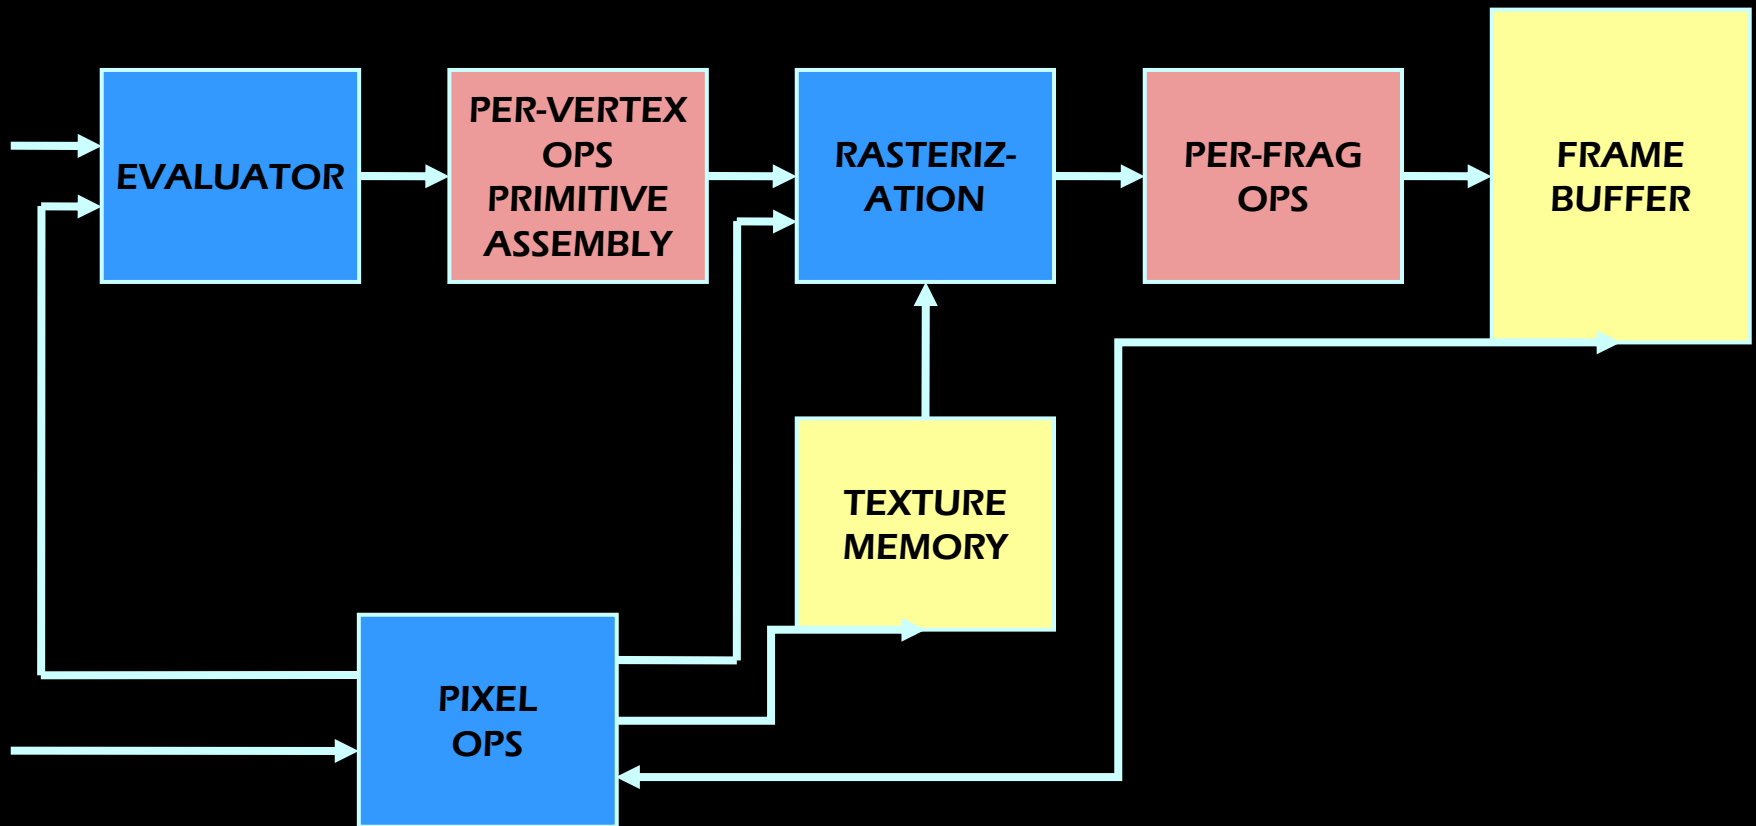 EVALUATOR
PER-VERTEX
OPS
PRIMITIVE
ASSEMBLY
RASTERIZ-
ATION
PER-FRAG
OPS
FRAME
BUFFER
TEXTURE
MEMORY
PIXEL
OPS